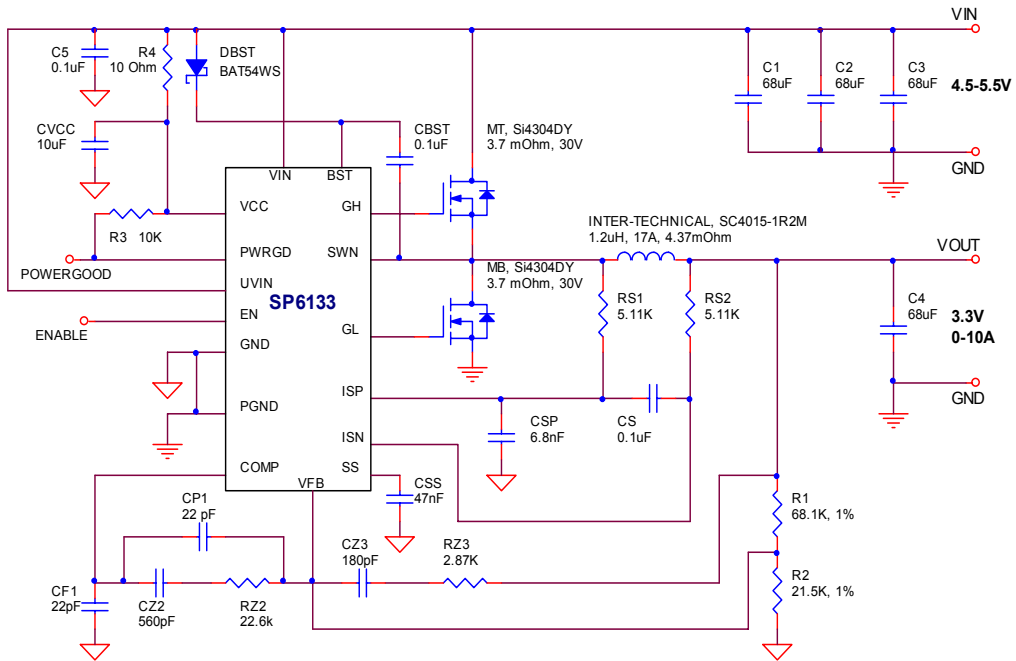 VIN
C5
0.1uF
R4
10 Ohm
DBST
BAT54WS
C1
68uF
C2
68uF
C3
68uF
4.5-5.5V
CVCC
10uF
CBST
0.1uF
MT, Si4304DY
3.7 mOhm, 30V
GND
VIN
BST
VCC
GH
R3 10K
INTER-TECHNICAL, SC4015-1R2M
1.2uH, 17A, 4.37mOhm
PWRGD
SWN
VOUT
POWERGOOD
MB, Si4304DY
3.7 mOhm, 30V
UVIN
SP6133
RS1
5.11K
RS2
5.11K
C4
68uF
3.3V
0-10A
EN
ENABLE
GL
GND
ISP
GND
PGND
CSP
6.8nF
CS
0.1uF
ISN
COMP
SS
VFB
CSS
47nF
CP1
22 pF
R1
68.1K, 1%
CZ3
180pF
RZ3
2.87K
R2
21.5K, 1%
CF1
22pF
CZ2
560pF
RZ2
22.6k